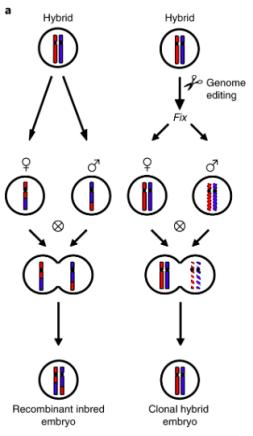 a
Hybrid
Hybrid
Genome
editing
Fix
♀ ♂ ♀ ♂
Recombinant inbred
embryo
Clonal hybrid
embryo